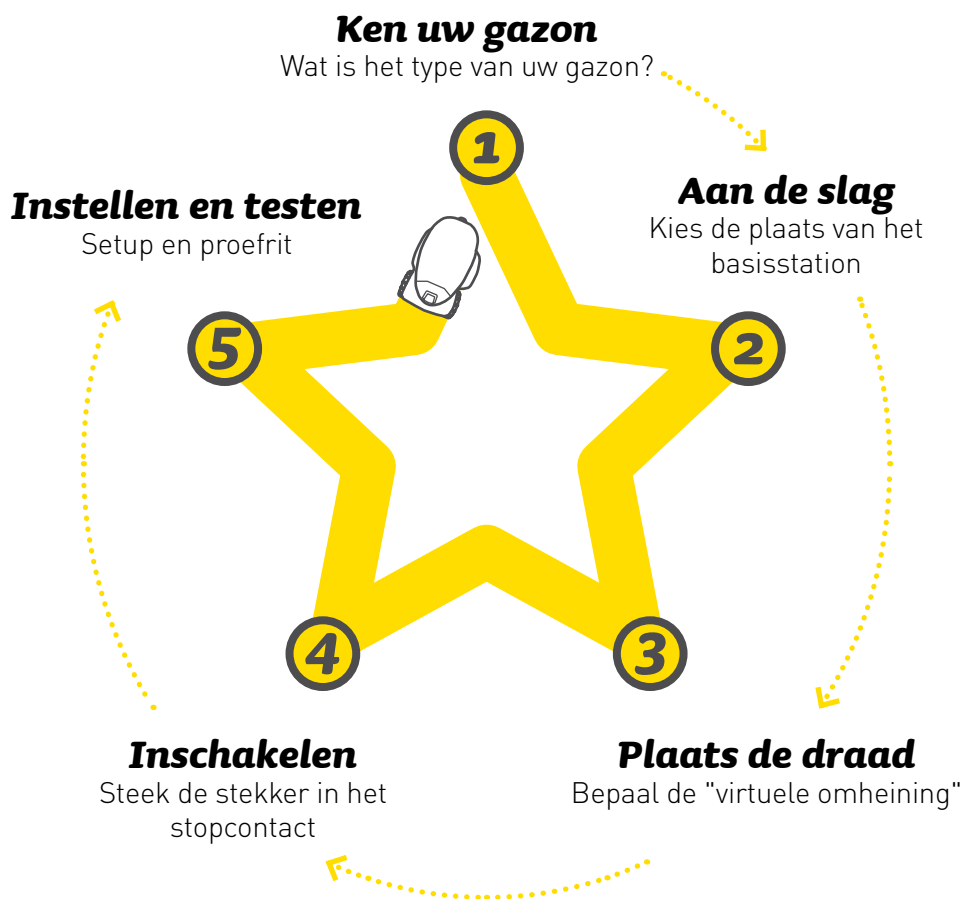 Ken uw gazon
Wat is het type van uw gazon?
1
Aan de slag
Kies de plaats van het
basisstation
2
3
Plaats de draad
Bepaal de "virtuele omheining"
4
Inschakelen
Steek de stekker in het
stopcontact
Instellen en testen
Setup en proefrit
5